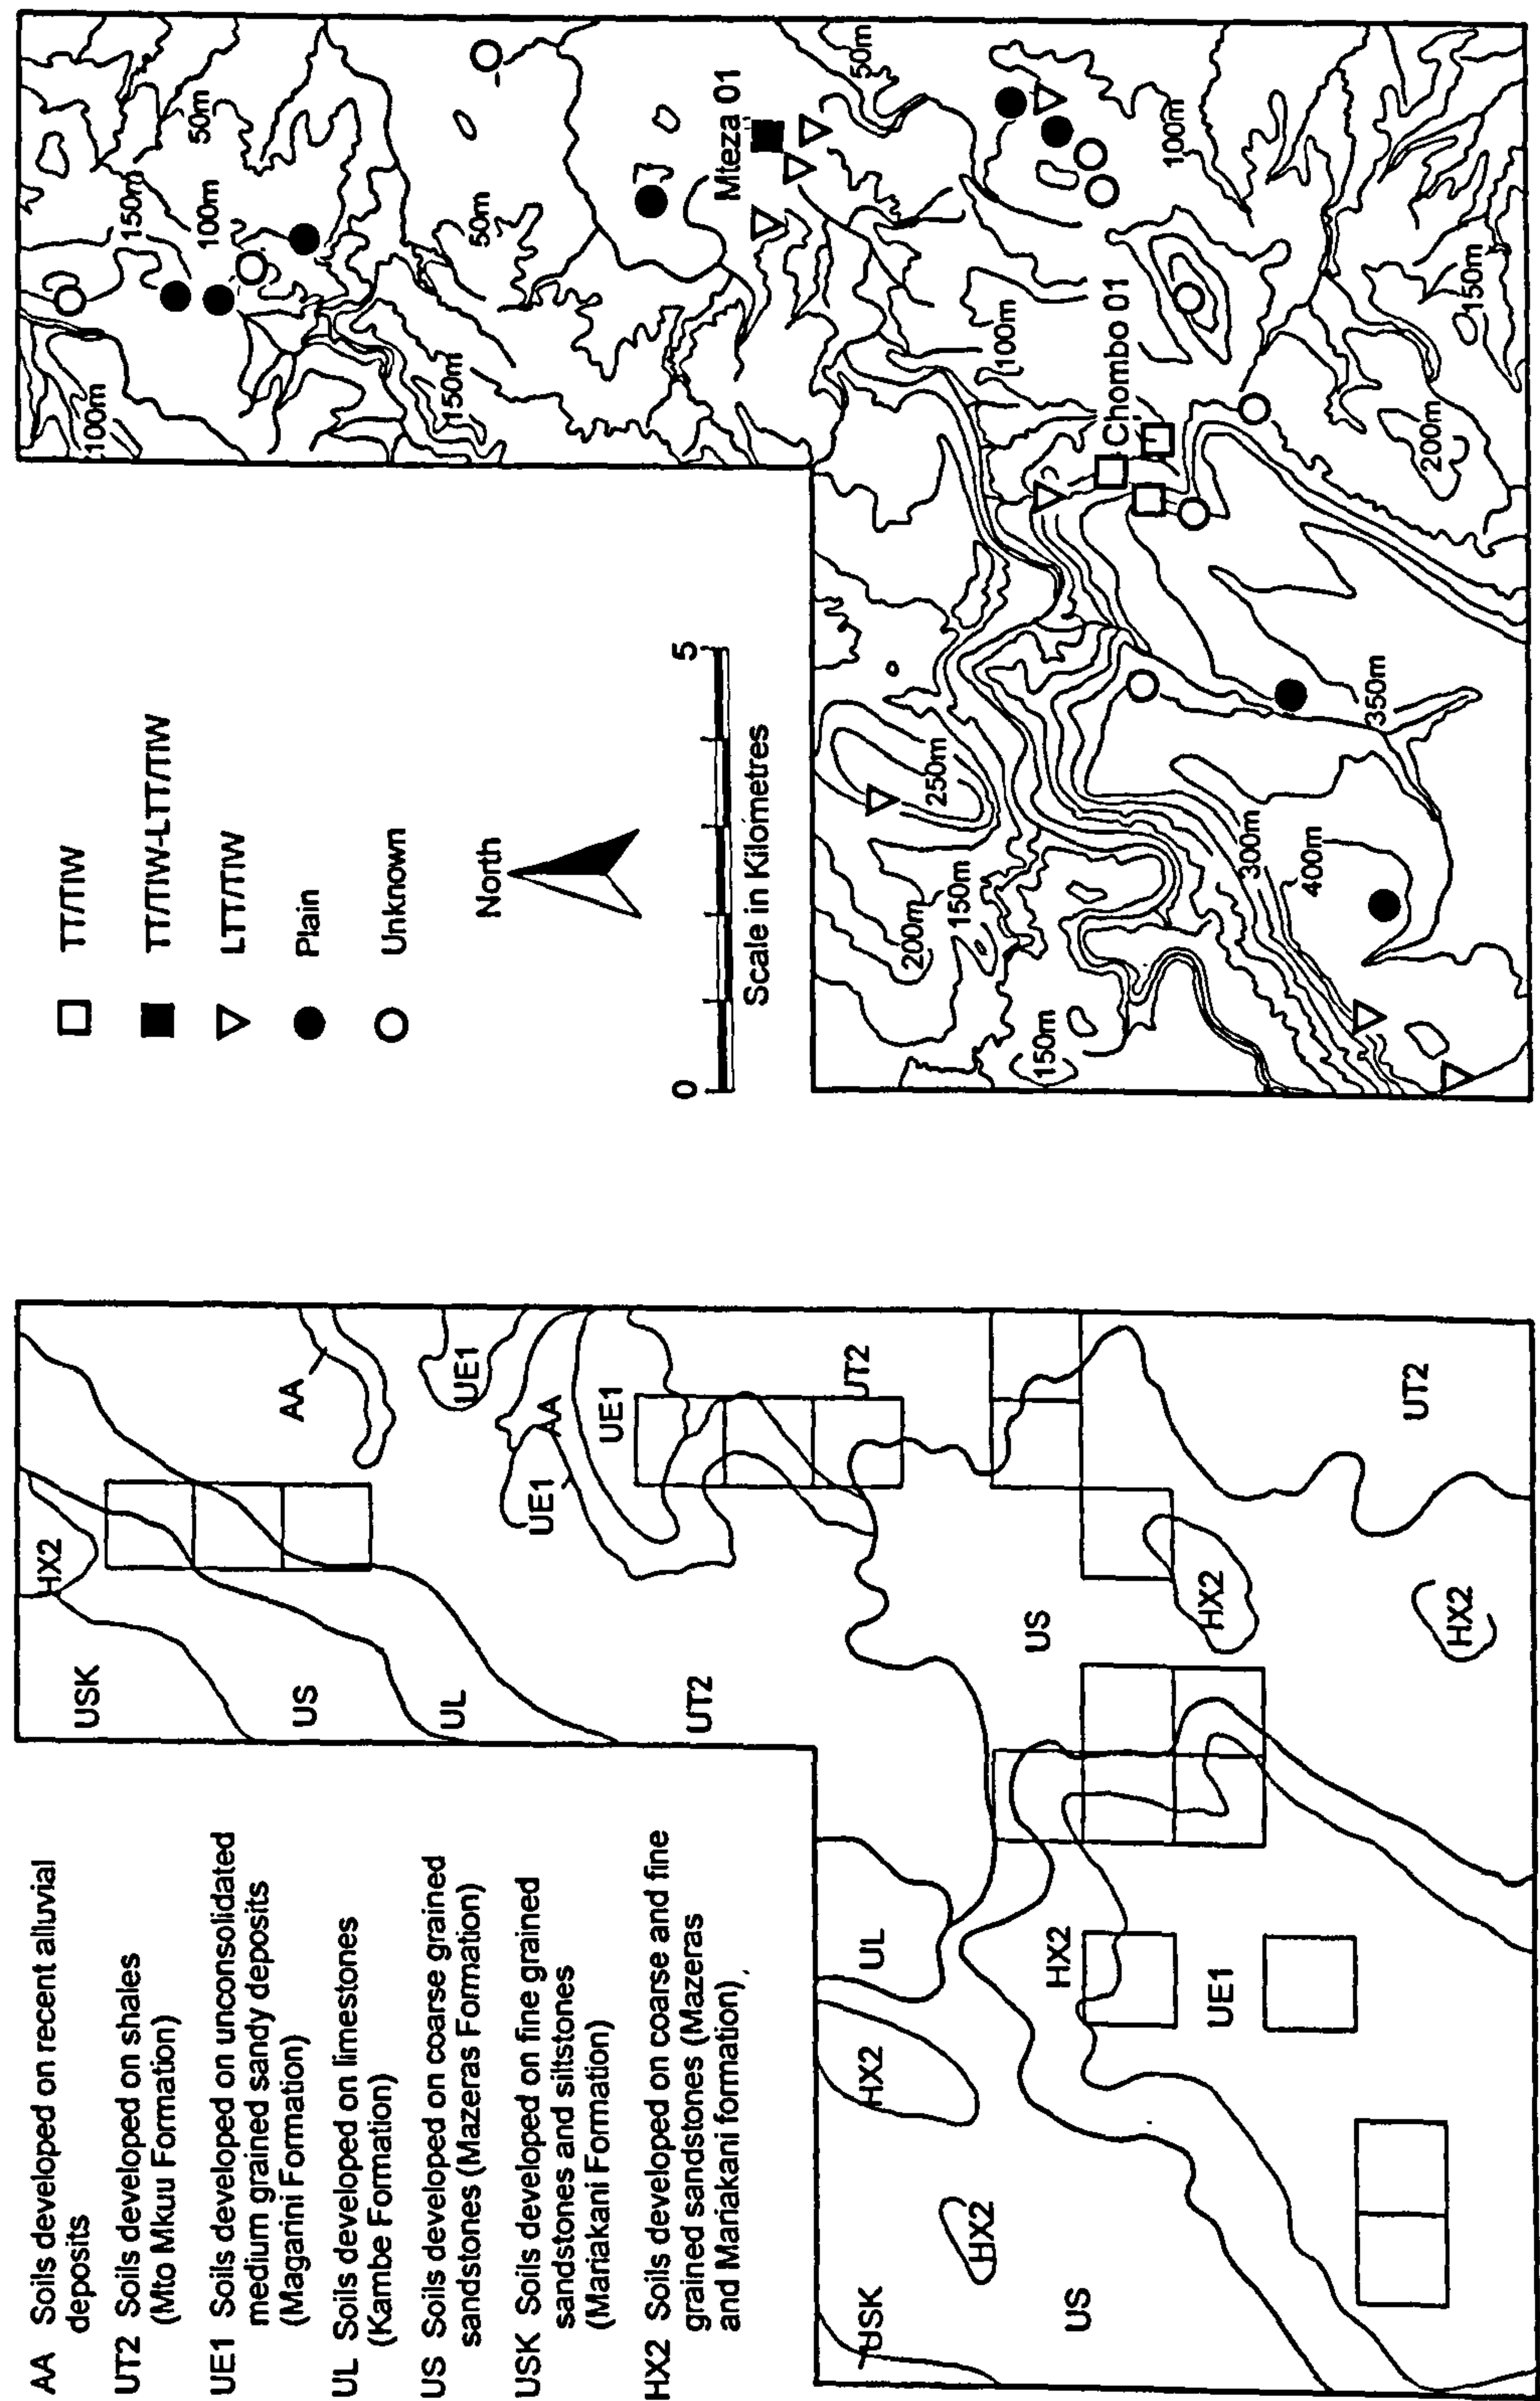 AA Soils developed on recent alluvial
deposits
UT2 Soils developed on shales
(Mto Mkuu Formation)
UE1 Soils developed on unconsolidated
medium grained sandy deposits
(Magarini Formation)
UL Soils developed on limestones
(Kambe Formation)
US Soils developed on coarse grained
sandstones (Mazeras Formation)
USK Soils developed on fine grained
sandstones and siltstones
(Mariakani Formation)
HX2 Soils developed on coarse and fine
grained sandstones (Mazeras
and Mariakani formation)
HX2
USK
AA
US
UL
UE1
UE1
AA
UE1
UT2
UT2
USK
HX2
UL
HX2
US
HX2
US
HX2
UE1
HX2
UT2
HX2
TT/TIW
TT/TIW-LTT/TIW
LTT/TIW
Plain
Unknown
North
0 5
Scale in Kilometres
100m
150m
50m
100m
150m
50m
Mteza 01
50m
200m
250m
150m
100m
150m
Chombo 01
100m
300m
400m
350m
200m
150m